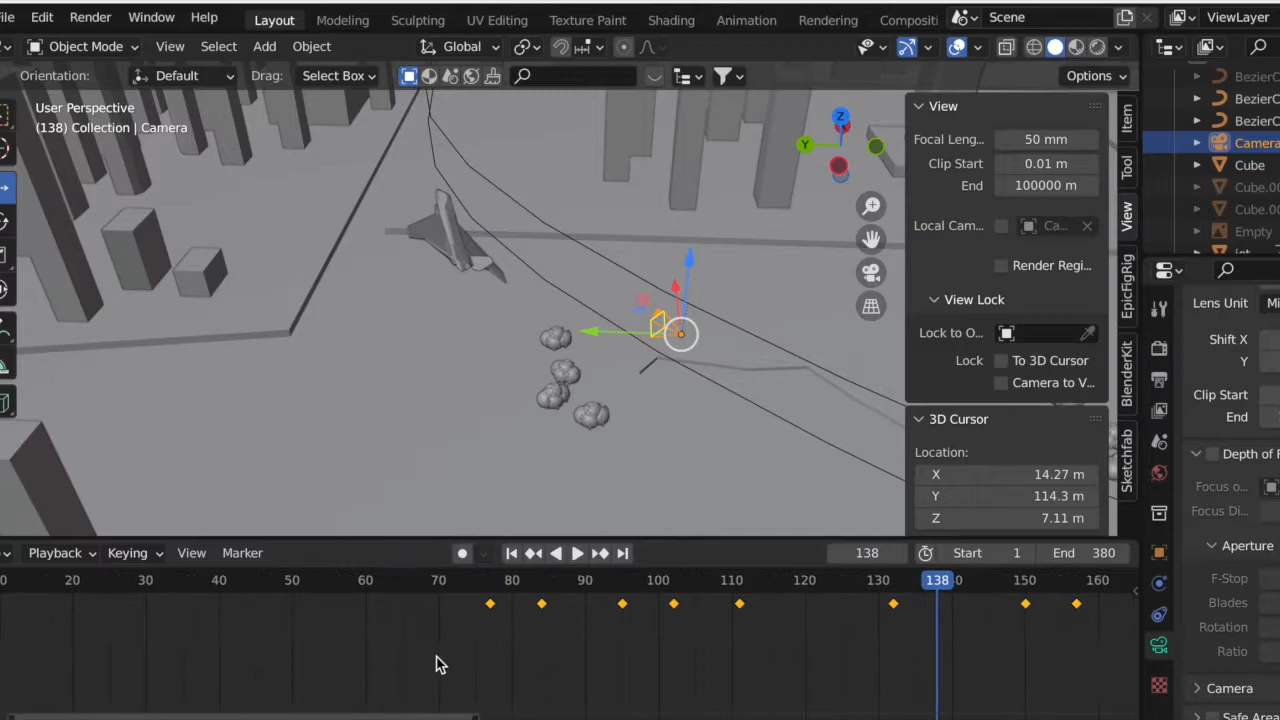 File Edit Render Window Help Layout Modeling Sculpting UV Editing Texture Paint Shading Animation Rendering Compositi Scene ViewLayer
Object Mode View Select Add Object Global
Orientation: Default Drag: Select Box Options
User Perspective
(138) Collection | Camera
Z
Y
View
Focal Leng... 50 mm
Clip Start 0.01 m
End 100000 m
Local Cam... Ca...
Render Regi...
View Lock
Lock to O...
Lock To 3D Cursor
Camera to V...
3D Cursor
Location:
X 14.27 m
Y 114.3 m
Z 7.11 m
Item
Tool
View
EpicFigRig
BlenderKit
Sketchfab
BezierC
BezierC
BezierC
Camera
Cube
Cube.00
Cube.00
Empty
jet
Lens Unit Mi
Shift X
Y
Clip Start
End
Depth of F
Focus o...
Focus Di...
Aperture
F-Stop
Blades
Rotation
Ratio
Camera
Safe Area
Playback Keying View Marker 138 Start 1 End 380
0 20 30 40 50 60 70 80 90 100 110 120 130 138 0 150 160